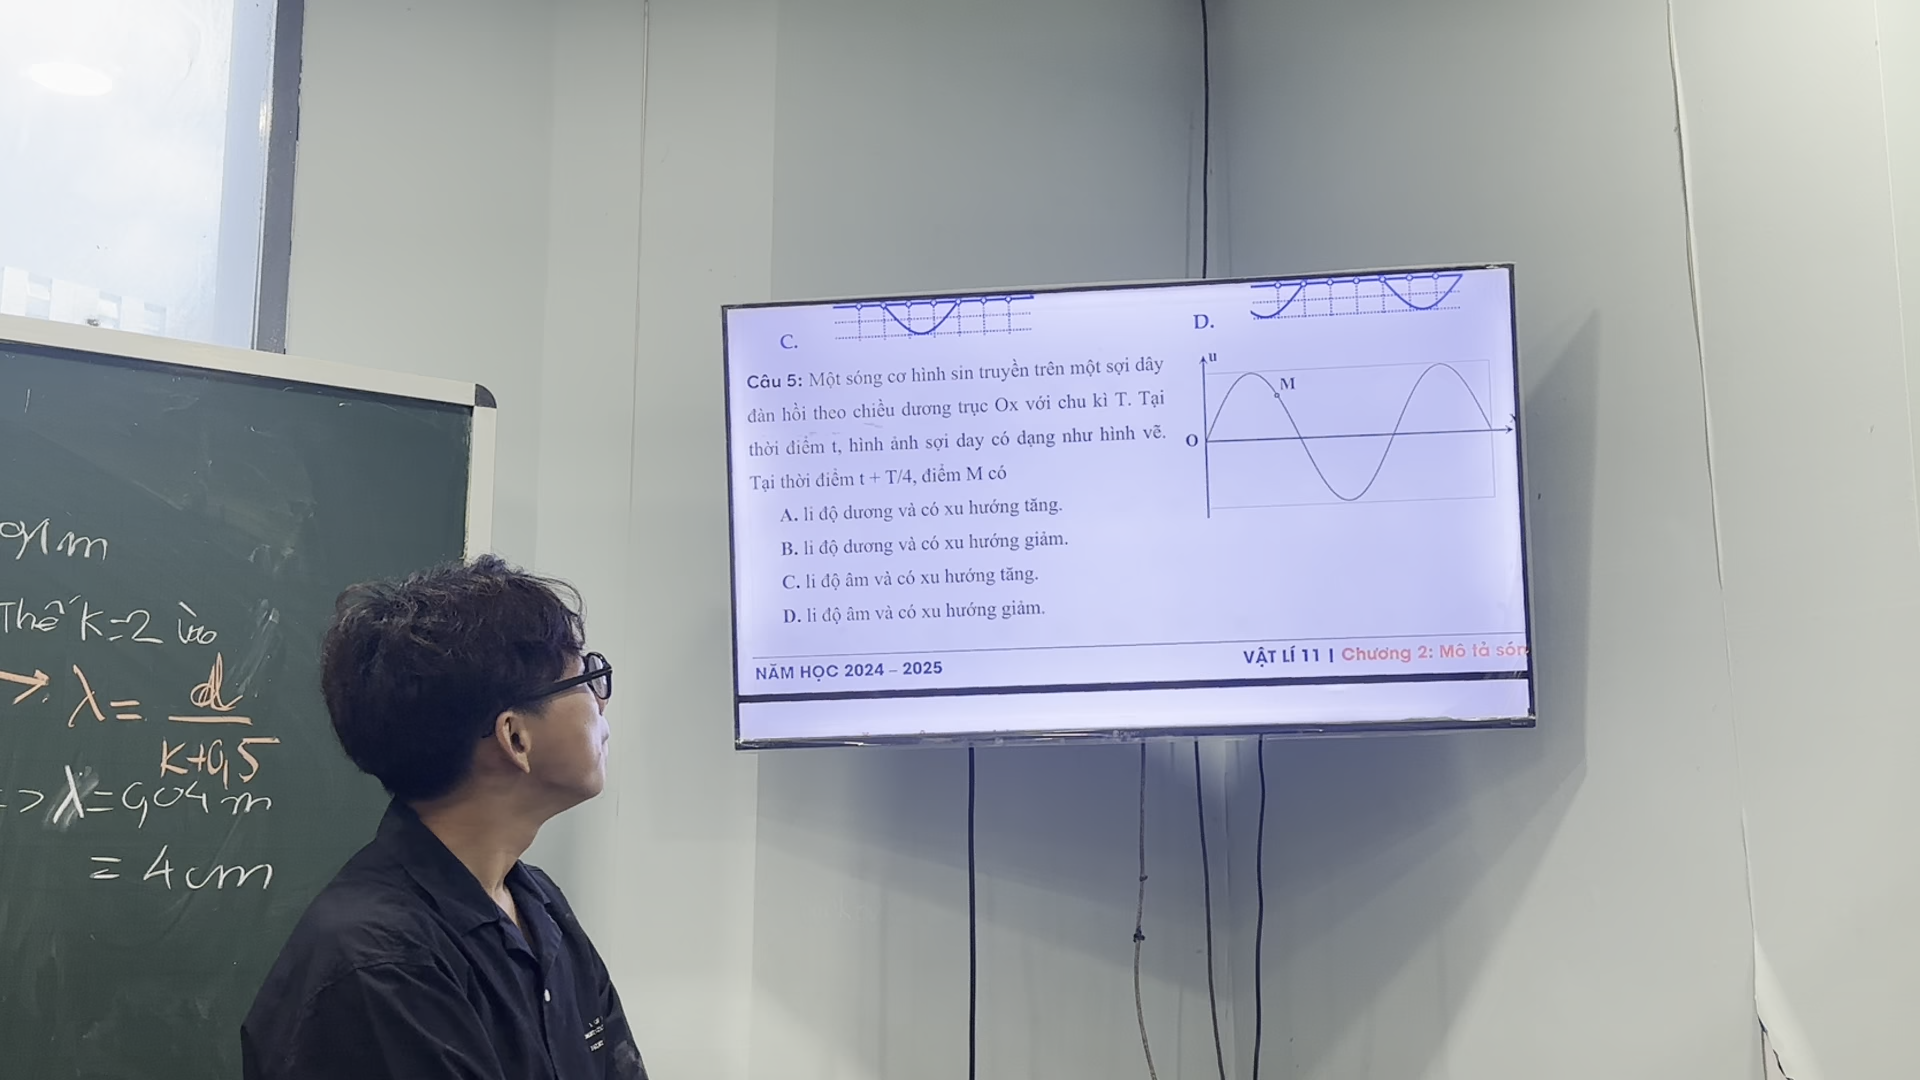 C.
D.
Câu 5: Một sóng cơ hình sin truyền trên một sợi dây
đàn hồi theo chiều dương trục Ox với chu kì T. Tại
thời điểm t, hình ảnh sợi day có dạng như hình vẽ.
Tại thời điểm t + T/4, điểm M có
A. li độ dương và có xu hướng tăng.
B. li độ dương và có xu hướng giảm.
C. li độ âm và có xu hướng tăng.
D. li độ âm và có xu hướng giảm.
u
M
O
x
NĂM HỌC 2024 - 2025
VẬT LÍ 11 | Chương 2: Mô tả són
Thế K=2 vào
→ λ = d
K+0,5
=> λ = 0,04 m
= 4 cm